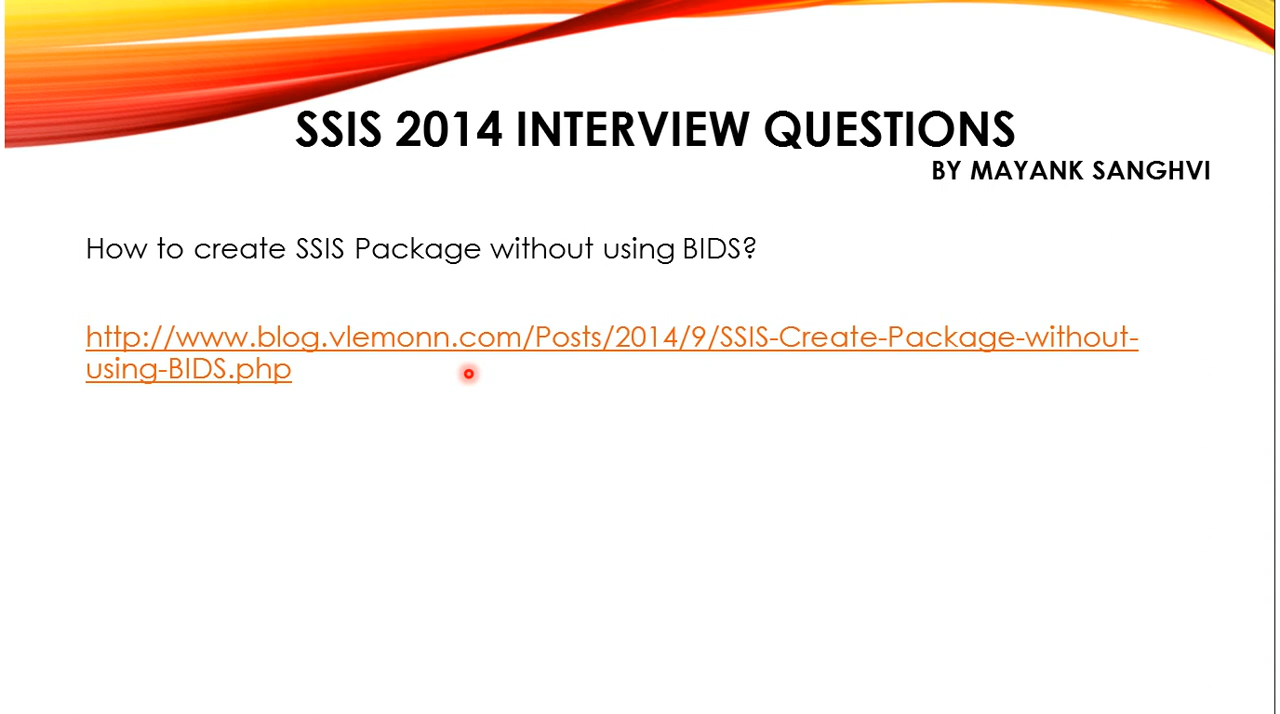 SSIS 2014 INTERVIEW QUESTIONS
BY MAYANK SANGHVI
How to create SSIS Package without using BIDS?
http://www.blog.vlemonn.com/Posts/2014/9/SSIS-Create-Package-without-
using-BIDS.php